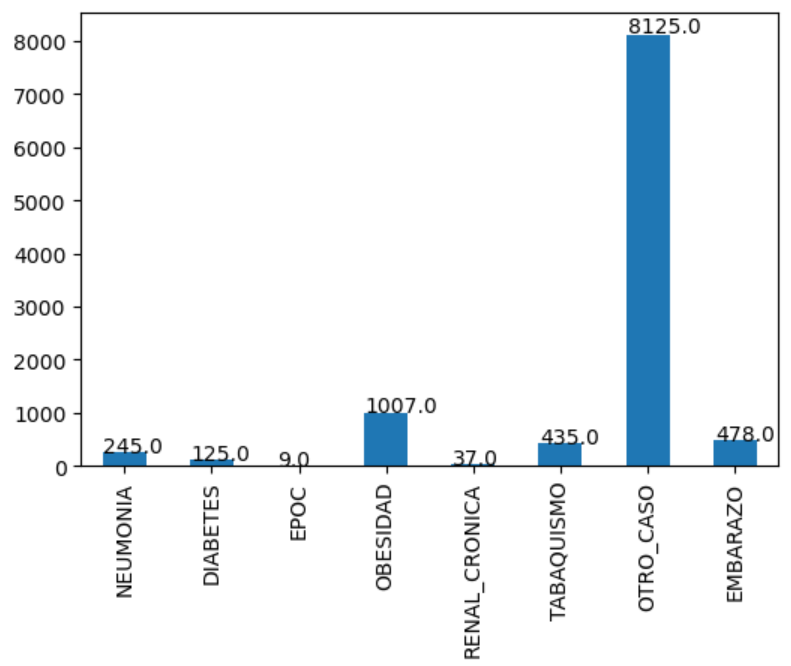 8000
7000
6000
5000
4000
3000
2000
1000
0
245.0
125.0
9.0
1007.0
37.0
435.0
8125.0
478.0
NEUMONIA
DIABETES
EPOC
OBESIDAD
RENAL_CRONICA
TABAQUISMO
OTRO_CASO
EMBARAZO